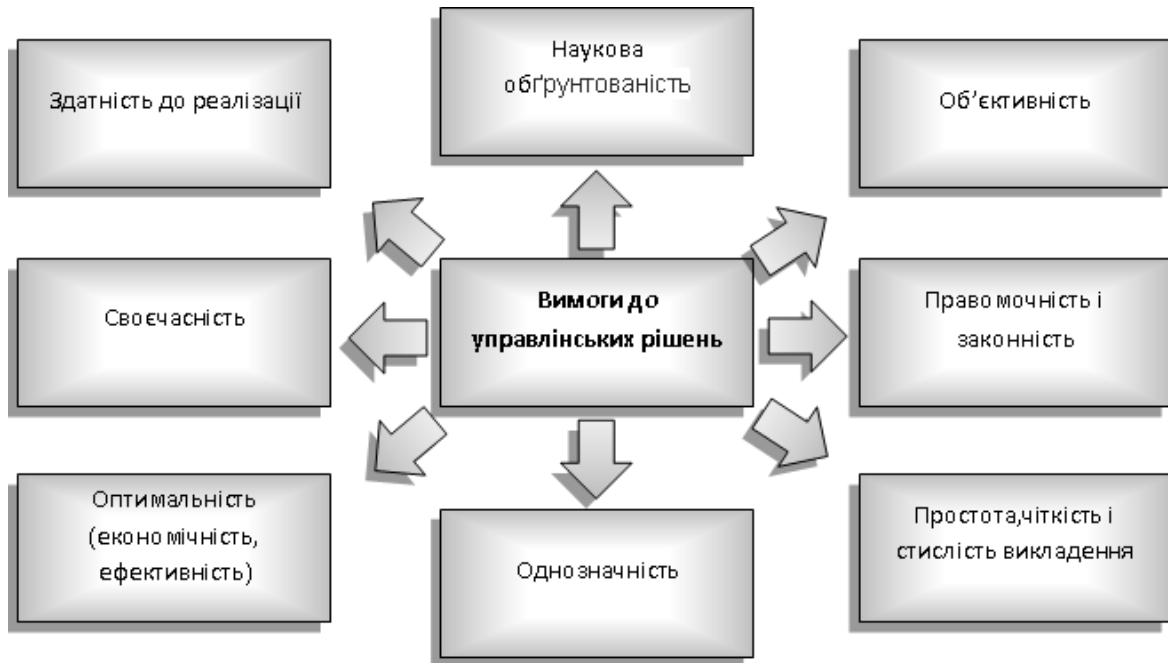 Здатність до реалізації
Наукова
обґрунтованість
Об’єктивність
Своєчасність
Вимоги до
управлінських рішень
Правомочність і
законність
Оптимальність
(економічність,
ефективність)
Однозначність
Простота,чіткість і
стислість викладення